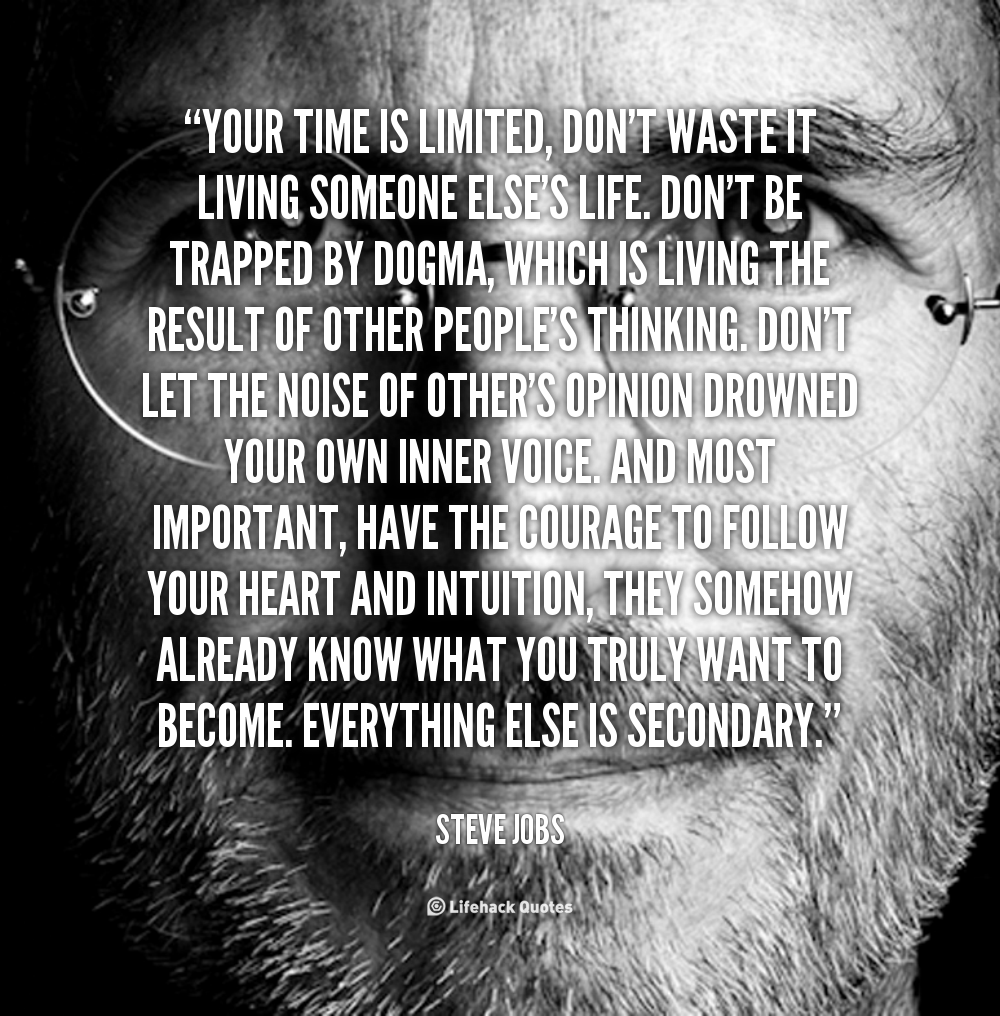 “YOUR TIME IS LIMITED, DON’T WASTE IT
LIVING SOMEONE ELSE’S LIFE. DON’T BE
TRAPPED BY DOGMA, WHICH IS LIVING THE
RESULT OF OTHER PEOPLE’S THINKING. DON’T
LET THE NOISE OF OTHER’S OPINION DROWNED
YOUR OWN INNER VOICE. AND MOST
IMPORTANT, HAVE THE COURAGE TO FOLLOW
YOUR HEART AND INTUITION, THEY SOMEHOW
ALREADY KNOW WHAT YOU TRULY WANT TO
BECOME. EVERYTHING ELSE IS SECONDARY.”
STEVE JOBS
Lifehack Quotes